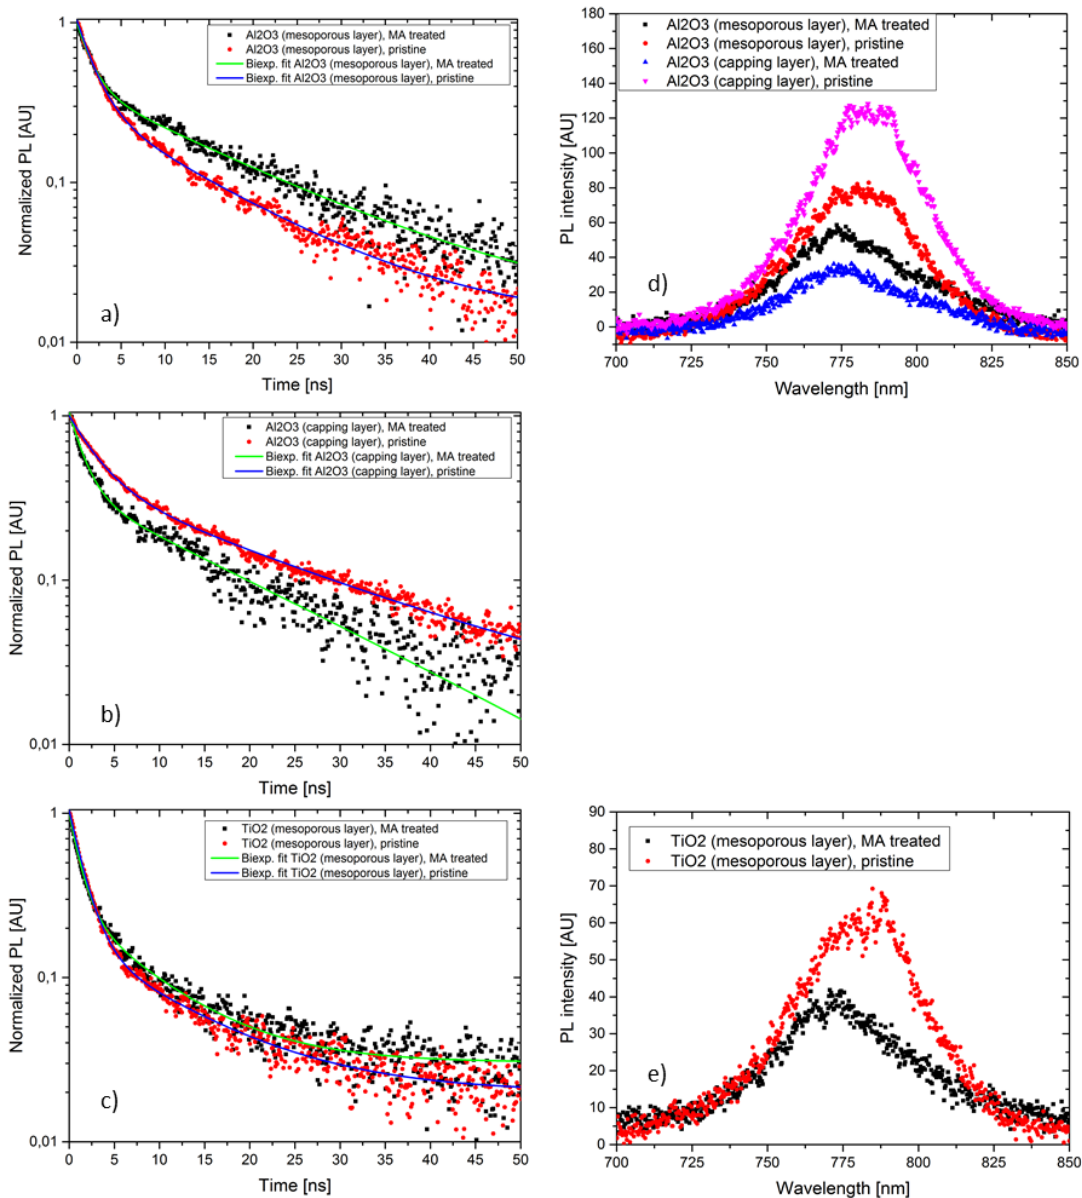 Normalized PL [AU]
1
0,1
0,01
Al2O3 (mesoporous layer), MA treated
Al2O3 (mesoporous layer), pristine
Biexp. fit Al2O3 (mesoporous layer), MA treated
Biexp. fit Al2O3 (mesoporous layer), pristine
a)
0 5 10 15 20 25 30 35 40 45 50
Time [ns]
PL intensity [AU]
180
160
140
120
100
80
60
40
20
0
Al2O3 (mesoporous layer), MA treated
Al2O3 (mesoporous layer), pristine
Al2O3 (capping layer), MA treated
Al2O3 (capping layer), pristine
d)
700 725 750 775 800 825 850
Wavelength [nm]
Normalized PL [AU]
1
0,1
0,01
Al2O3 (capping layer), MA treated
Al2O3 (capping layer), pristine
Biexp. fit Al2O3 (capping layer), MA treated
Biexp. fit Al2O3 (capping layer), pristine
b)
0 5 10 15 20 25 30 35 40 45 50
Time [ns]
Normalized PL [AU]
1
0,1
0,01
TiO2 (mesoporous layer), MA treated
TiO2 (mesoporous layer), pristine
Biexp. fit TiO2 (mesoporous layer), MA treated
Biexp. fit TiO2 (mesoporous layer), pristine
c)
0 5 10 15 20 25 30 35 40 45 50
Time [ns]
PL intensity [AU]
90
80
70
60
50
40
30
20
10
0
TiO2 (mesoporous layer), MA treated
TiO2 (mesoporous layer), pristine
e)
700 725 750 775 800 825 850
Wavelength [nm]